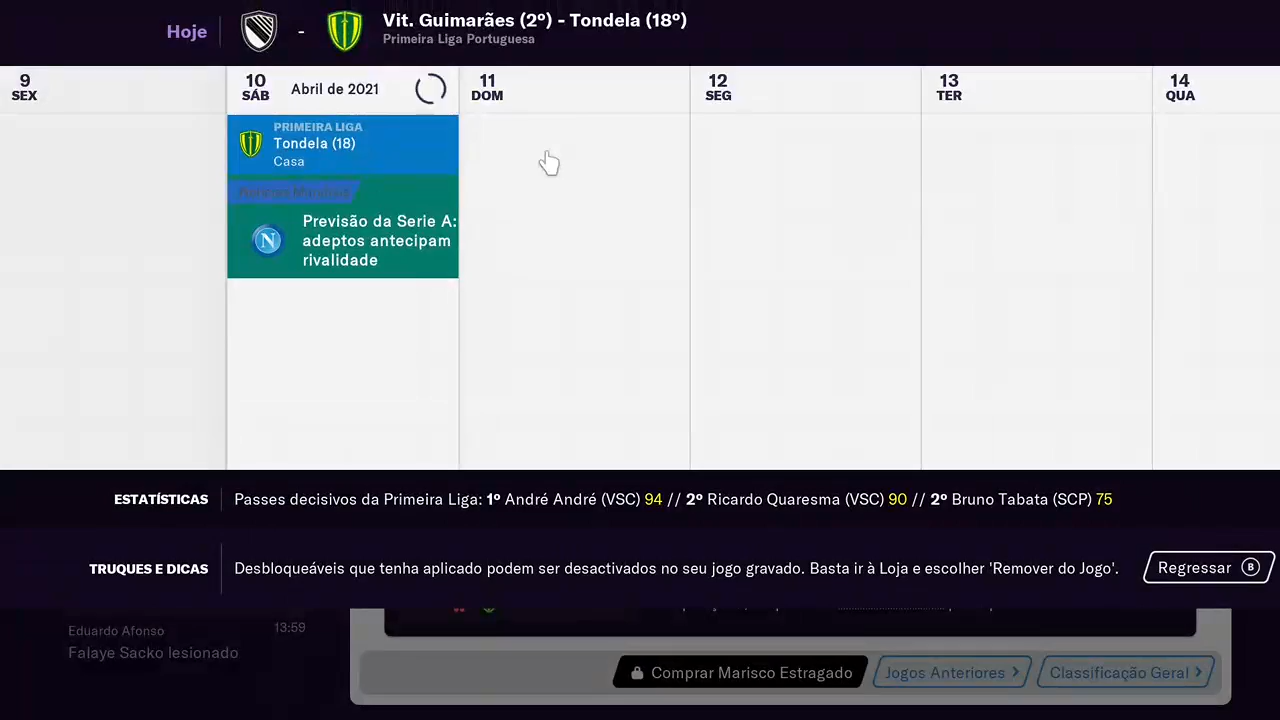 Hoje
Vit. Guimarães (2º) - Tondela (18º)
Primeira Liga Portuguesa
9
SEX
10
SÁB
Abril de 2021
11
DOM
12
SEG
13
TER
14
QUA
PRIMEIRA LIGA
Tondela (18)
Casa
Notícias Mundiais
N
Previsão da Serie A:
adeptos antecipam
rivalidade
ESTATÍSTICAS
Passes decisivos da Primeira Liga: 1º André André (VSC) 94 // 2º Ricardo Quaresma (VSC) 90 // 2º Bruno Tabata (SCP) 75
TRUQUES E DICAS
Desbloqueáveis que tenha aplicado podem ser desactivados no seu jogo gravado. Basta ir à Loja e escolher 'Remover do Jogo'.
Regressar B
Eduardo Afonso
13:59
Falaye Sacko lesionado
Comprar Marisco Estragado
Jogos Anteriores
Classificação Geral